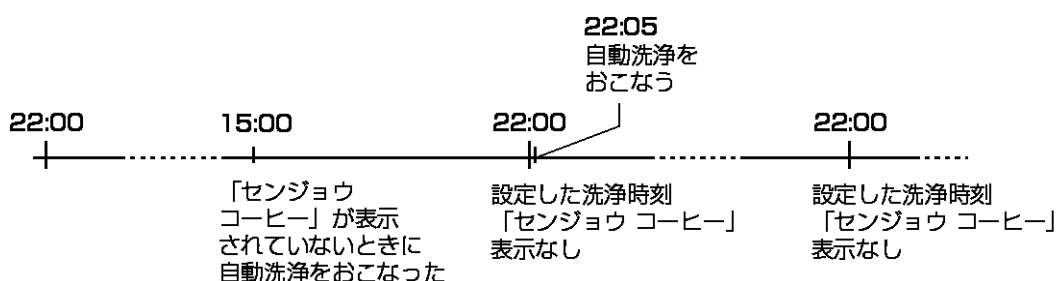 22:05
自動洗浄を
おこなう
22:00
15:00
22:00
22:00
「センジョウ
コーヒー」が表示
されていないときに
自動洗浄をおこなった
設定した洗浄時刻
「センジョウ コーヒー」
表示なし
設定した洗浄時刻
「センジョウ コーヒー」
表示なし